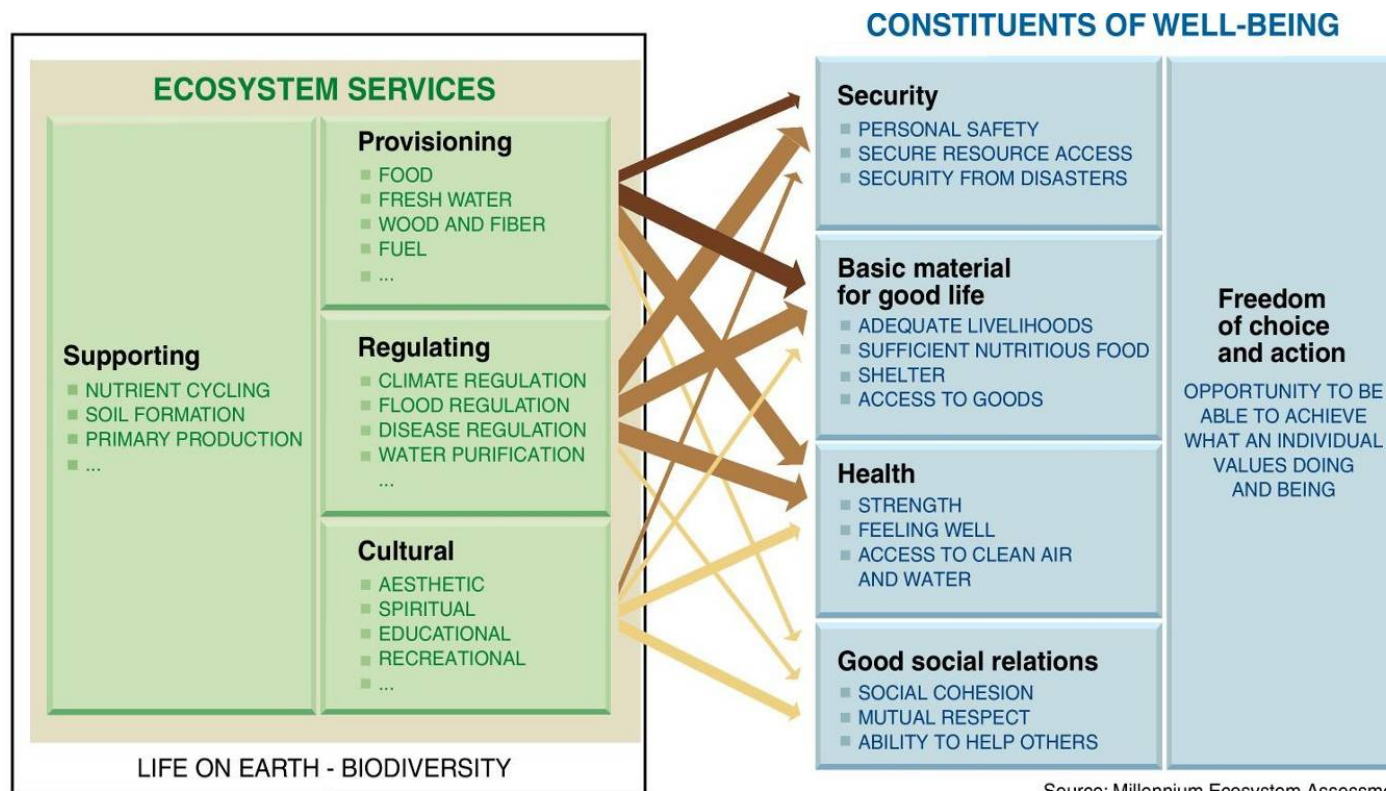 CONSTITUENTS OF WELL-BEING
ECOSYSTEM SERVICES
Supporting
NUTRIENT CYCLING
SOIL FORMATION
PRIMARY PRODUCTION
...
Provisioning
FOOD
FRESH WATER
WOOD AND FIBER
FUEL
...
Regulating
CLIMATE REGULATION
FLOOD REGULATION
DISEASE REGULATION
WATER PURIFICATION
...
Cultural
AESTHETIC
SPIRITUAL
EDUCATIONAL
RECREATIONAL
...
LIFE ON EARTH - BIODIVERSITY
Security
PERSONAL SAFETY
SECURE RESOURCE ACCESS
SECURITY FROM DISASTERS
Basic material
for good life
ADEQUATE LIVELIHOODS
SUFFICIENT NUTRITIOUS FOOD
SHELTER
ACCESS TO GOODS
Health
STRENGTH
FEELING WELL
ACCESS TO CLEAN AIR
AND WATER
Good social relations
SOCIAL COHESION
MUTUAL RESPECT
ABILITY TO HELP OTHERS
Freedom
of choice
and action
OPPORTUNITY TO BE
ABLE TO ACHIEVE
WHAT AN INDIVIDUAL
VALUES DOING
AND BEING
Source: Millennium Ecosystem